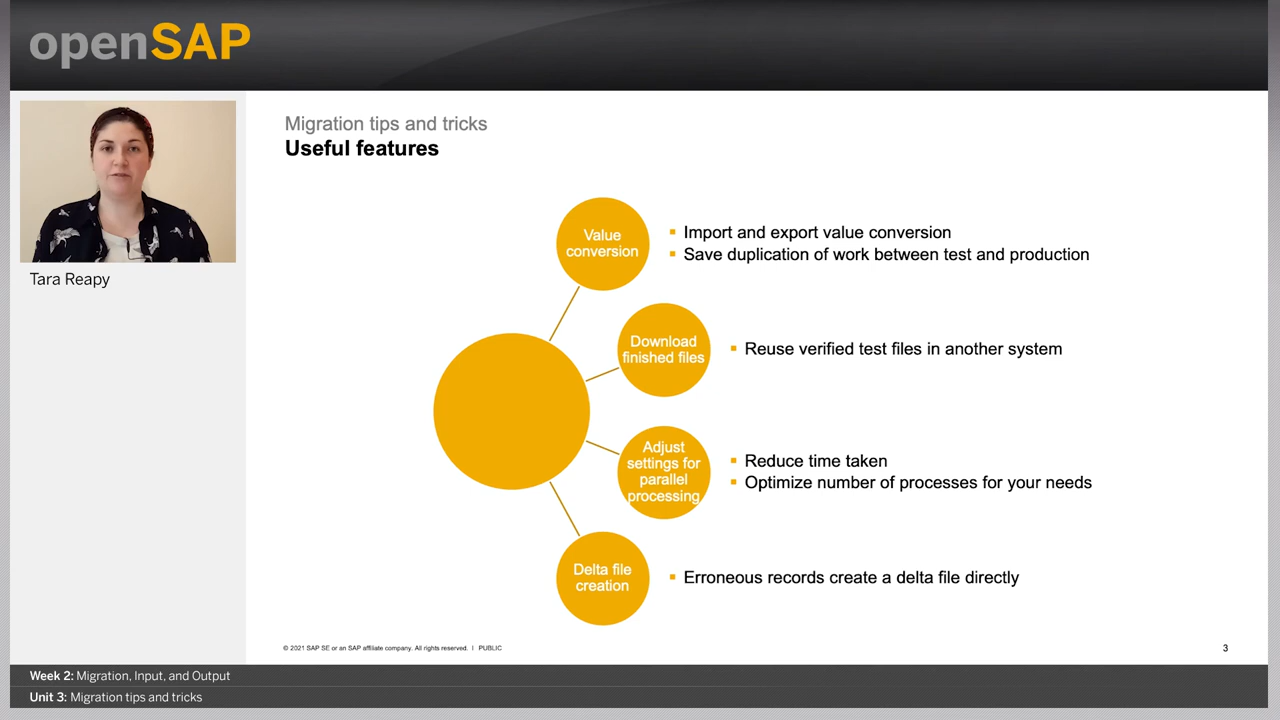 openSAP
Tara Reapy
Migration tips and tricks
Useful features
Value
conversion
▪ Import and export value conversion
▪ Save duplication of work between test and production
Download
finished files
▪ Reuse verified test files in another system
Adjust
settings for
parallel
processing
▪ Reduce time taken
▪ Optimize number of processes for your needs
Delta file
creation
▪ Erroneous records create a delta file directly
© 2021 SAP SE or an SAP affiliate company. All rights reserved. | PUBLIC
3
Week 2: Migration, Input, and Output
Unit 3: Migration tips and tricks